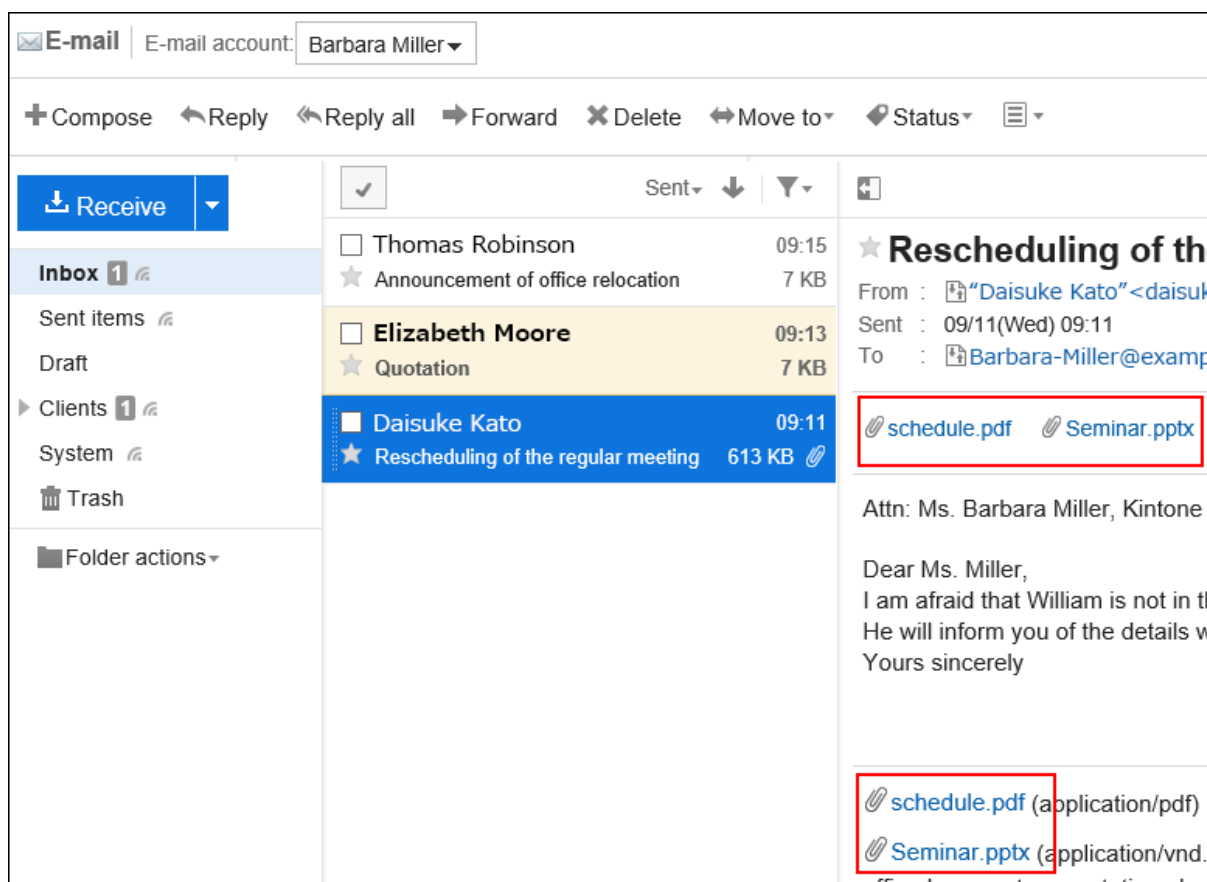 E-mail E-mail account: Barbara Miller
Compose Reply Reply all Forward Delete Move to Status
Receive
Inbox 1
Sent items
Draft
Clients 1
System
Trash
Folder actions
Sent
Thomas Robinson 09:15
Announcement of office relocation 7 KB
Elizabeth Moore 09:13
Quotation 7 KB
Daisuke Kato 09:11
Rescheduling of the regular meeting 613 KB
Rescheduling of the
From : "Daisuke Kato"<daisuk
Sent : 09/11(Wed) 09:11
To : Barbara-Miller@examp
schedule.pdf Seminar.pptx
Attn: Ms. Barbara Miller, Kintone
Dear Ms. Miller,
I am afraid that William is not in
He will inform you of the details
Yours sincerely
schedule.pdf (application/pdf)
Seminar.pptx (application/vnd.